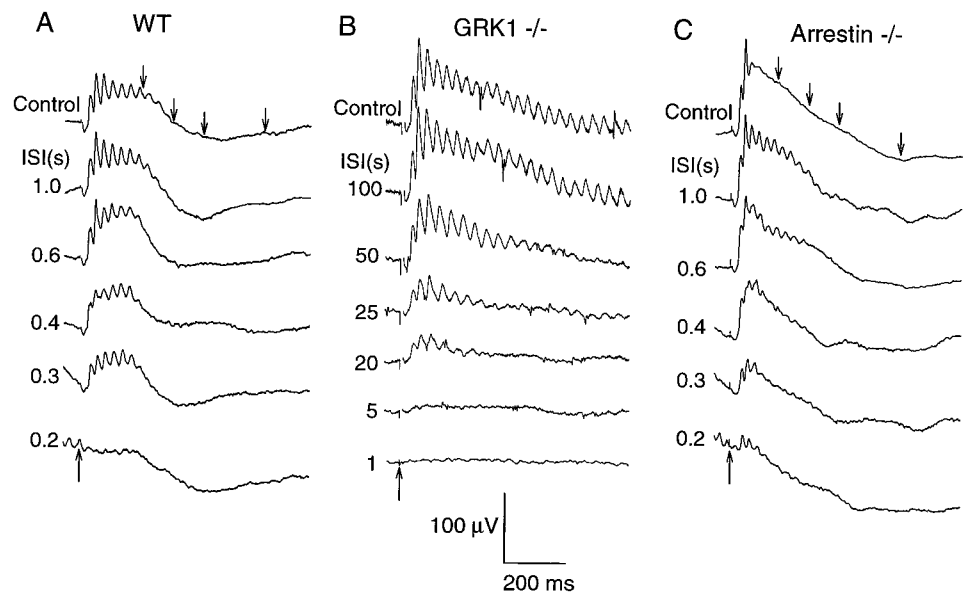 A WT
Control
ISI(s)
1.0
0.6
0.4
0.3
0.2
B GRK1 -/-
Control
ISI(s)
100
50
25
20
5
1
100 µV
200 ms
C Arrestin -/-
Control
ISI(s)
1.0
0.6
0.4
0.3
0.2